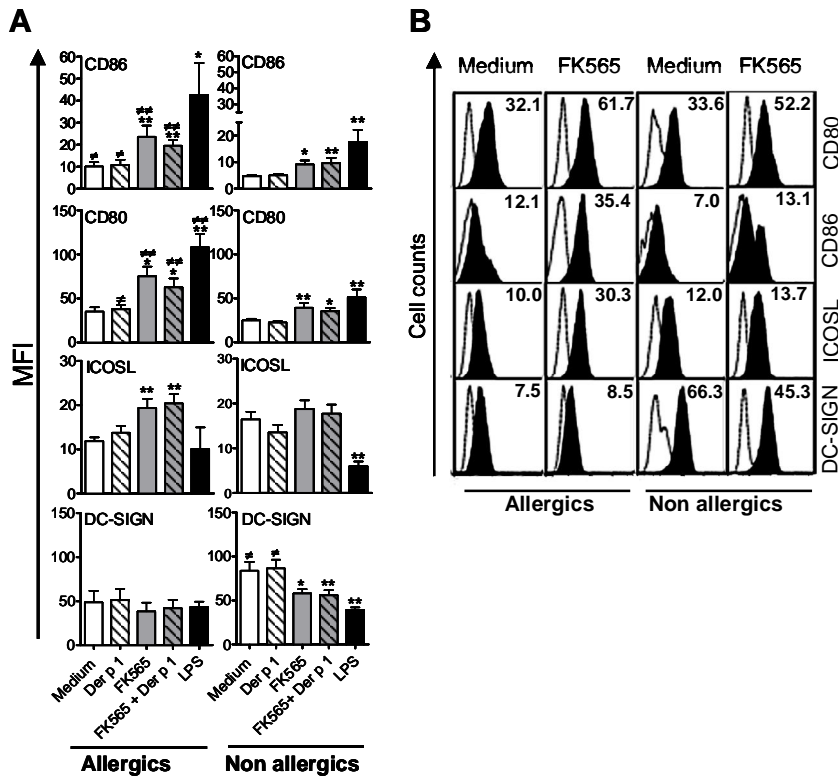 A
60
50
40
30
20
10
0
CD86
≠
≠
≠≠
**
≠≠
**
*
60
50
40
30
20
10
0
CD86
*
**
**
150
100
50
0
CD80
≠
≠≠
*
≠≠
*
≠≠
**
150
100
50
0
CD80
**
*
**
30
20
10
0
ICOSL
**
**
30
20
10
0
ICOSL
**
150
100
50
0
DC-SIGN
150
100
50
0
DC-SIGN
≠
≠
*
**
**
MFI
Medium
Der p 1
FK565
FK565 + Der p 1
LPS
Medium
Der p 1
FK565
FK565+ Der p 1
LPS
Allergics
Non allergics
B
Medium FK565 Medium FK565
32.1 61.7 33.6 52.2 CD80
12.1 35.4 7.0 13.1 CD86
10.0 30.3 12.0 13.7 ICOSL
7.5 8.5 66.3 45.3 DC-SIGN
Cell counts
Allergics Non allergics